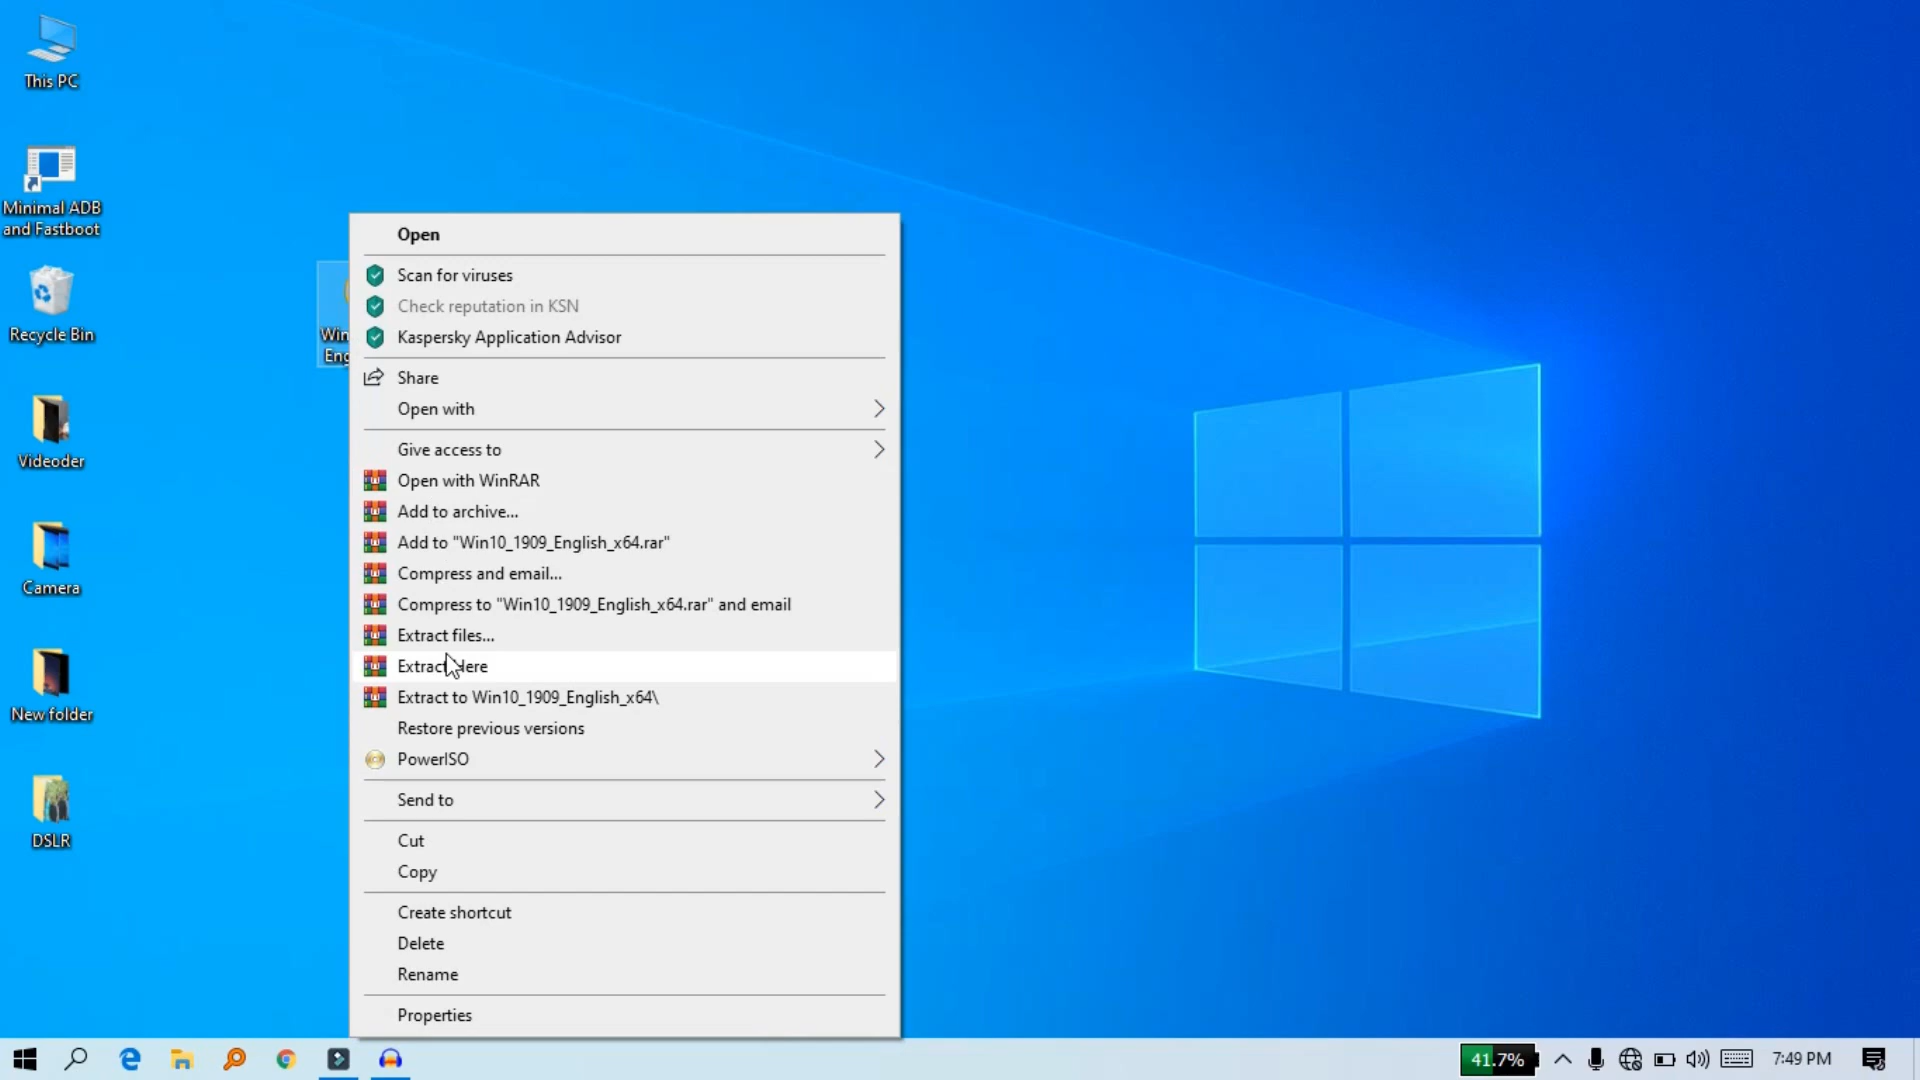 This PC
Minimal ADB
and Fastboot
Recycle Bin
Videoder
Camera
New folder
DSLR
Win
Eng
Open
Scan for viruses
Check reputation in KSN
Kaspersky Application Advisor
Share
Open with
Give access to
Open with WinRAR
Add to archive...
Add to "Win10_1909_English_x64.rar"
Compress and email...
Compress to "Win10_1909_English_x64.rar" and email
Extract files...
Extract Here
Extract to Win10_1909_English_x64\
Restore previous versions
PowerISO
Send to
Cut
Copy
Create shortcut
Delete
Rename
Properties
41.7%
7:49 PM